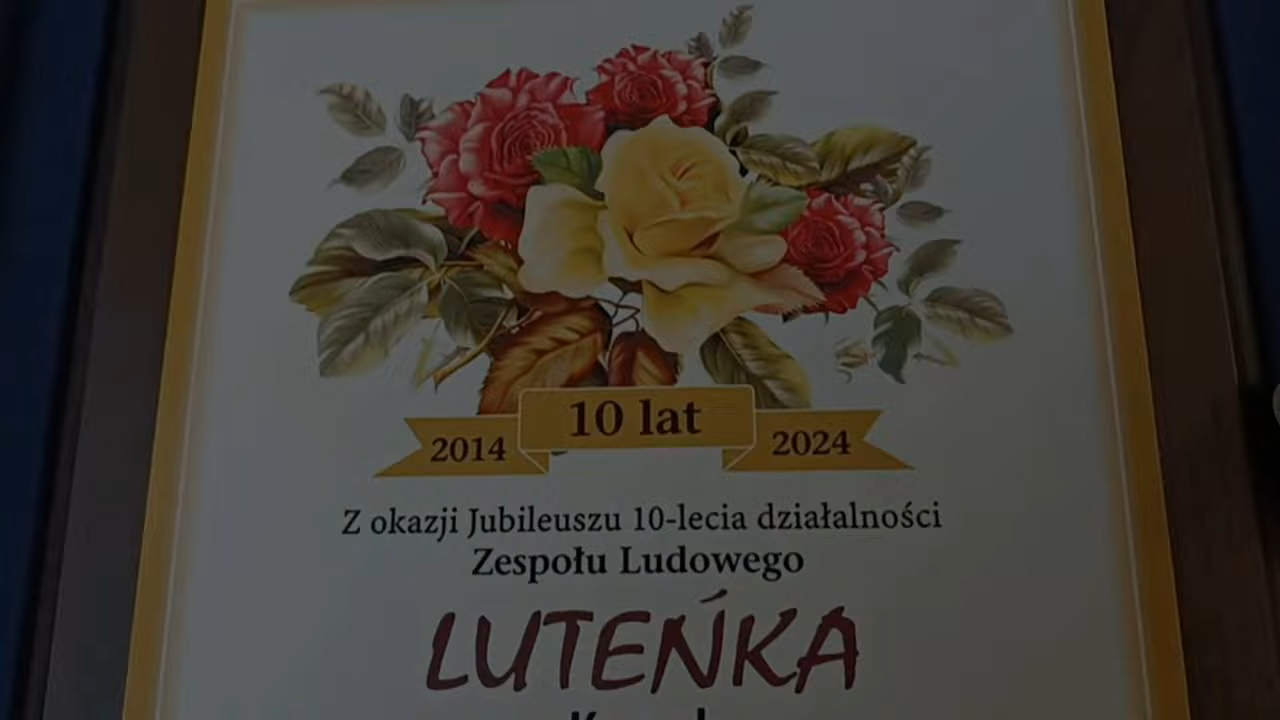 10 lat
2014 2024
Z okazji Jubileuszu 10-lecia działalności
Zespołu Ludowego
LUTEŃKA